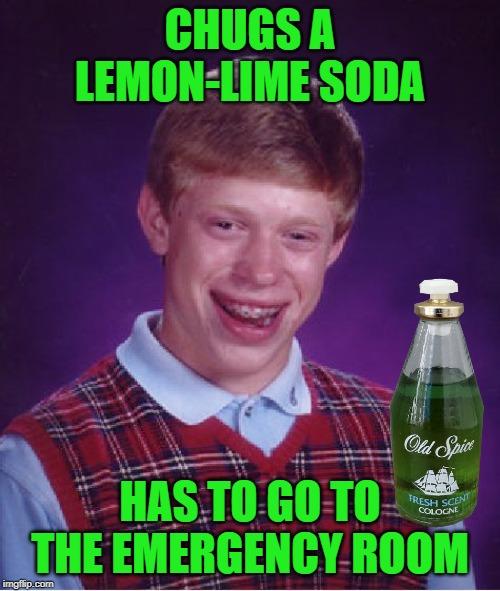 CHUGS A
LEMON-LIME SODA
Old Spice
FRESH SCENT
COLOGNE
HAS TO GO TO
THE EMERGENCY ROOM
imgflip.com